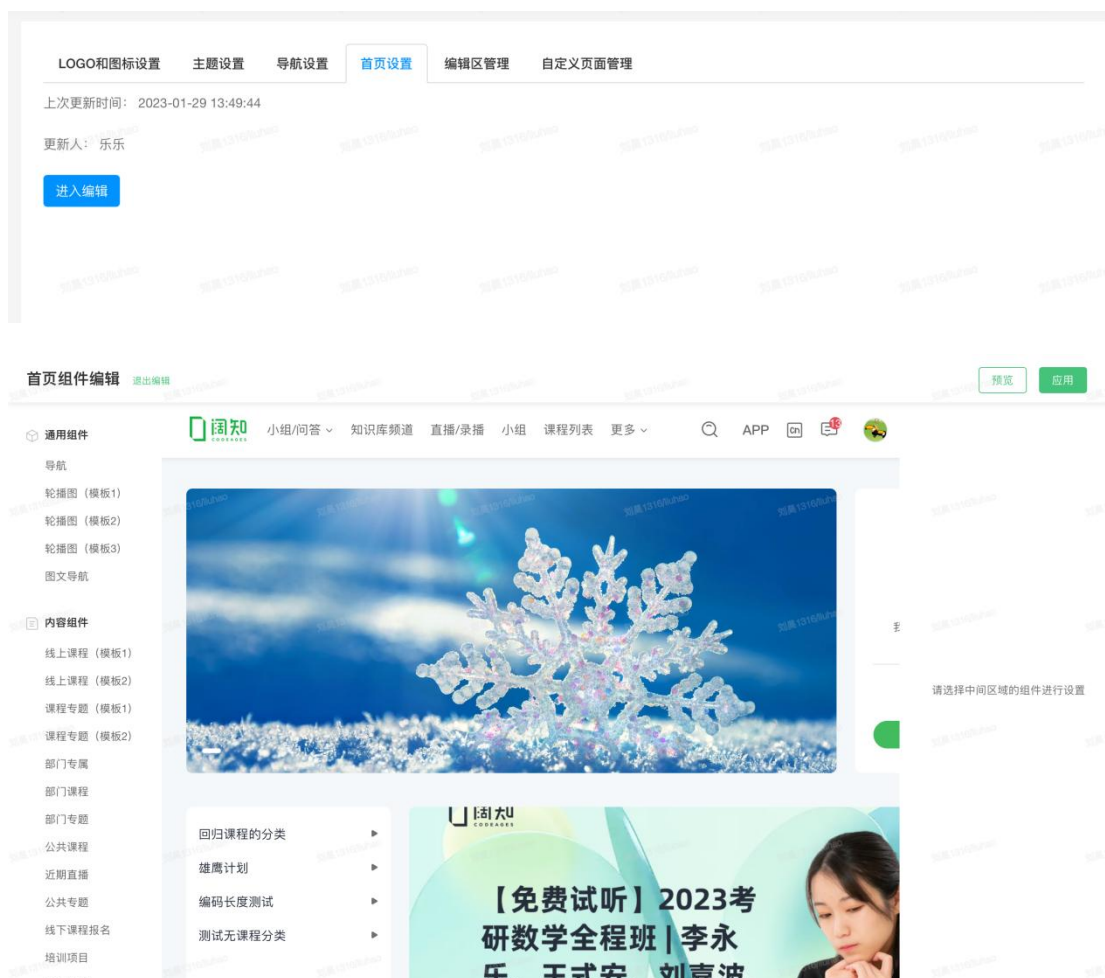 LOGO和图标设置 主题设置 导航设置 首页设置 编辑区管理 自定义页面管理
上次更新时间： 2023-01-29 13:49:44
更新人： 乐乐
进入编辑
首页组件编辑 退出编辑 预览 应用
通用组件
导航
轮播图（模板1）
轮播图（模板2）
轮播图（模板3）
图文导航
内容组件
线上课程（模板1）
线上课程（模板2）
课程专题（模板1）
课程专题（模板2）
部门专属
部门课程
部门专题
公共课程
近期直播
公共专题
线下课程报名
培训项目
阔知 小组/问答 知识库频道 直播/录播 小组 课程列表 更多 APP cn 13
CODEAGES
请选择中间区域的组件进行设置
回归课程的分类
雄鹰计划
编码长度测试
测试无课程分类
阔知
CODEAGES
【免费试听】2023考
研数学全程班|李永
乐、王式安、刘喜波